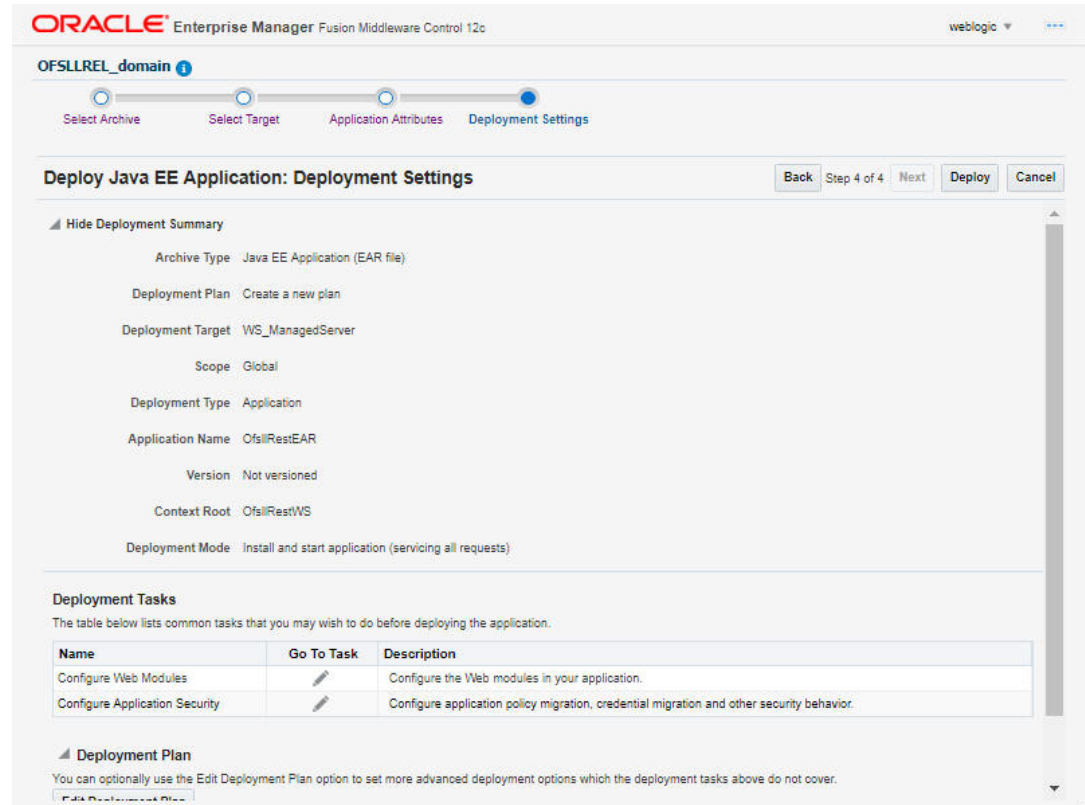 ORACLE Enterprise Manager Fusion Middleware Control 12c weblogic
OFSLLREL_domain
Select Archive Select Target Application Attributes Deployment Settings
Deploy Java EE Application: Deployment Settings Back Step 4 of 4 Next Deploy Cancel
Hide Deployment Summary
Archive Type Java EE Application (EAR file)
Deployment Plan Create a new plan
Deployment Target WS_ManagedServer
Scope Global
Deployment Type Application
Application Name OfsllRestEAR
Version Not versioned
Context Root OfsllRestWS
Deployment Mode Install and start application (servicing all requests)
Deployment Tasks
The table below lists common tasks that you may wish to do before deploying the application.
Name Go To Task Description
Configure Web Modules Configure the Web modules in your application.
Configure Application Security Configure application policy migration, credential migration and other security behavior.
Deployment Plan
You can optionally use the Edit Deployment Plan option to set more advanced deployment options which the deployment tasks above do not cover.
Edit Deployment Plan